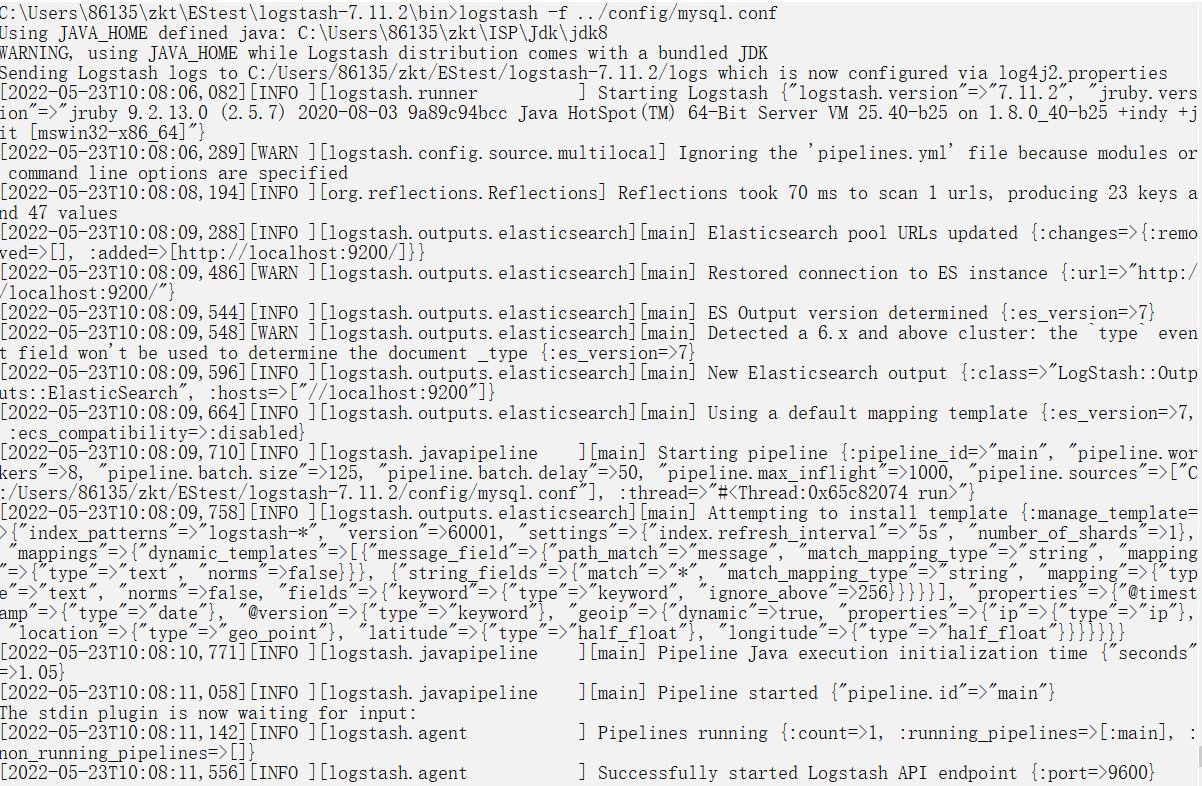 C:\Users\86135\zkt\EStest\logstash-7.11.2\bin>logstash -f ../config/mysql.conf
Using JAVA_HOME defined java: C:\Users\86135\zkt\ISP\Jdk\jdk8
WARNING, using JAVA_HOME while Logstash distribution comes with a bundled JDK
Sending Logstash logs to C:/Users/86135/zkt/EStest/logstash-7.11.2/logs which is now configured via log4j2.properties
[2022-05-23T10:08:06,082][INFO ][logstash.runner          ] Starting Logstash {"logstash.version"=>"7.11.2", "jruby.vers
ion"=>"jruby 9.2.13.0 (2.5.7) 2020-08-03 9a89c94bcc Java HotSpot(TM) 64-Bit Server VM 25.40-b25 on 1.8.0_40-b25 +indy +j
it [mswin32-x86_64]"}
[2022-05-23T10:08:06,289][WARN ][logstash.config.source.multilocal] Ignoring the 'pipelines.yml' file because modules or
 command line options are specified
[2022-05-23T10:08:08,194][INFO ][org.reflections.Reflections] Reflections took 70 ms to scan 1 urls, producing 23 keys a
nd 47 values
[2022-05-23T10:08:09,288][INFO ][logstash.outputs.elasticsearch][main] Elasticsearch pool URLs updated {:changes=>{:remo
ved=>[], :added=>[http://localhost:9200/]}}
[2022-05-23T10:08:09,486][WARN ][logstash.outputs.elasticsearch][main] Restored connection to ES instance {:url=>"http:/
/localhost:9200/"}
[2022-05-23T10:08:09,544][INFO ][logstash.outputs.elasticsearch][main] ES Output version determined {:es_version=>7}
[2022-05-23T10:08:09,548][WARN ][logstash.outputs.elasticsearch][main] Detected a 6.x and above cluster: the `type` even
t field won't be used to determine the document _type {:es_version=>7}
[2022-05-23T10:08:09,596][INFO ][logstash.outputs.elasticsearch][main] New Elasticsearch output {:class=>"LogStash::Outp
uts::ElasticSearch", :hosts=>["//localhost:9200"]}
[2022-05-23T10:08:09,664][INFO ][logstash.outputs.elasticsearch][main] Using a default mapping template {:es_version=>7,
 :ecs_compatibility=>:disabled}
[2022-05-23T10:08:09,710][INFO ][logstash.javapipeline    ][main] Starting pipeline {:pipeline_id=>"main", "pipeline.wor
kers"=>8, "pipeline.batch.size"=>125, "pipeline.batch.delay"=>50, "pipeline.max_inflight"=>1000, "pipeline.sources"=>["C
:/Users/86135/zkt/EStest/logstash-7.11.2/config/mysql.conf"], :thread=>"#<Thread:0x65c82074 run>"}
[2022-05-23T10:08:09,758][INFO ][logstash.outputs.elasticsearch][main] Attempting to install template {:manage_template=
>{"index_patterns"=>"logstash-*", "version"=>60001, "settings"=>{"index.refresh_interval"=>"5s", "number_of_shards"=>1},
 "mappings"=>{"dynamic_templates"=>[{"message_field"=>{"path_match"=>"message", "match_mapping_type"=>"string", "mapping
"=>{"type"=>"text", "norms"=>false}}}, {"string_fields"=>{"match"=>"*", "match_mapping_type"=>"string", "mapping"=>{"typ
e"=>"text", "norms"=>false, "fields"=>{"keyword"=>{"type"=>"keyword", "ignore_above"=>256}}}}}], "properties"=>{"@timest
amp"=>{"type"=>"date"}, "@version"=>{"type"=>"keyword"}, "geoip"=>{"dynamic"=>true, "properties"=>{"ip"=>{"type"=>"ip"},
 "location"=>{"type"=>"geo_point"}, "latitude"=>{"type"=>"half_float"}, "longitude"=>{"type"=>"half_float"}}}}}}}
[2022-05-23T10:08:10,771][INFO ][logstash.javapipeline    ][main] Pipeline Java execution initialization time {"seconds"
=>1.05}
[2022-05-23T10:08:11,058][INFO ][logstash.javapipeline    ][main] Pipeline started {"pipeline.id"=>"main"}
The stdin plugin is now waiting for input:
[2022-05-23T10:08:11,142][INFO ][logstash.agent           ] Pipelines running {:count=>1, :running_pipelines=>[:main], :
non_running_pipelines=>[]}
[2022-05-23T10:08:11,556][INFO ][logstash.agent           ] Successfully started Logstash API endpoint {:port=>9600}